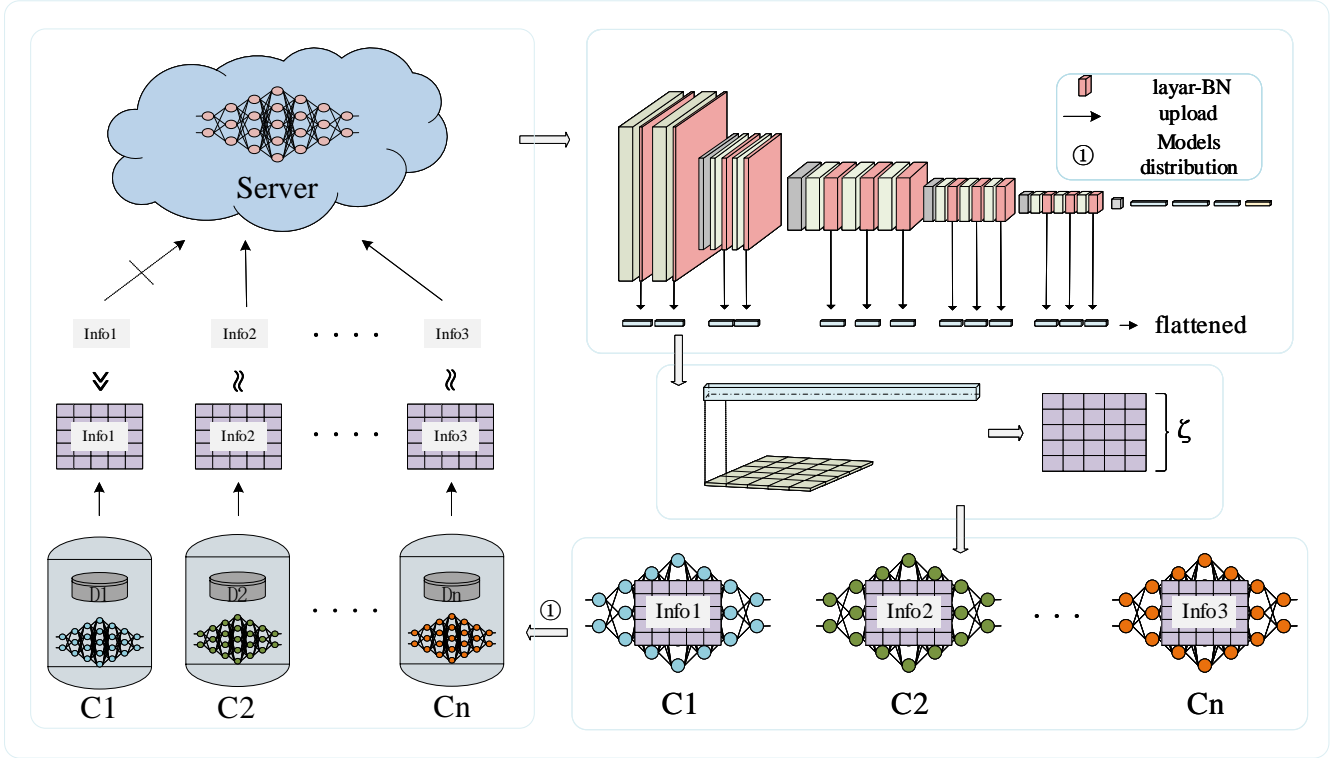 Server
Info1
Info2
. . . .
Info3
Info1
Info2
. . . .
Info3
D1
D2
. . . .
Dn
C1
C2
Cn
layar-BN
upload
①
Models
distribution
flattened
ζ
①
Info1
Info2
. . .
Info3
C1
C2
Cn